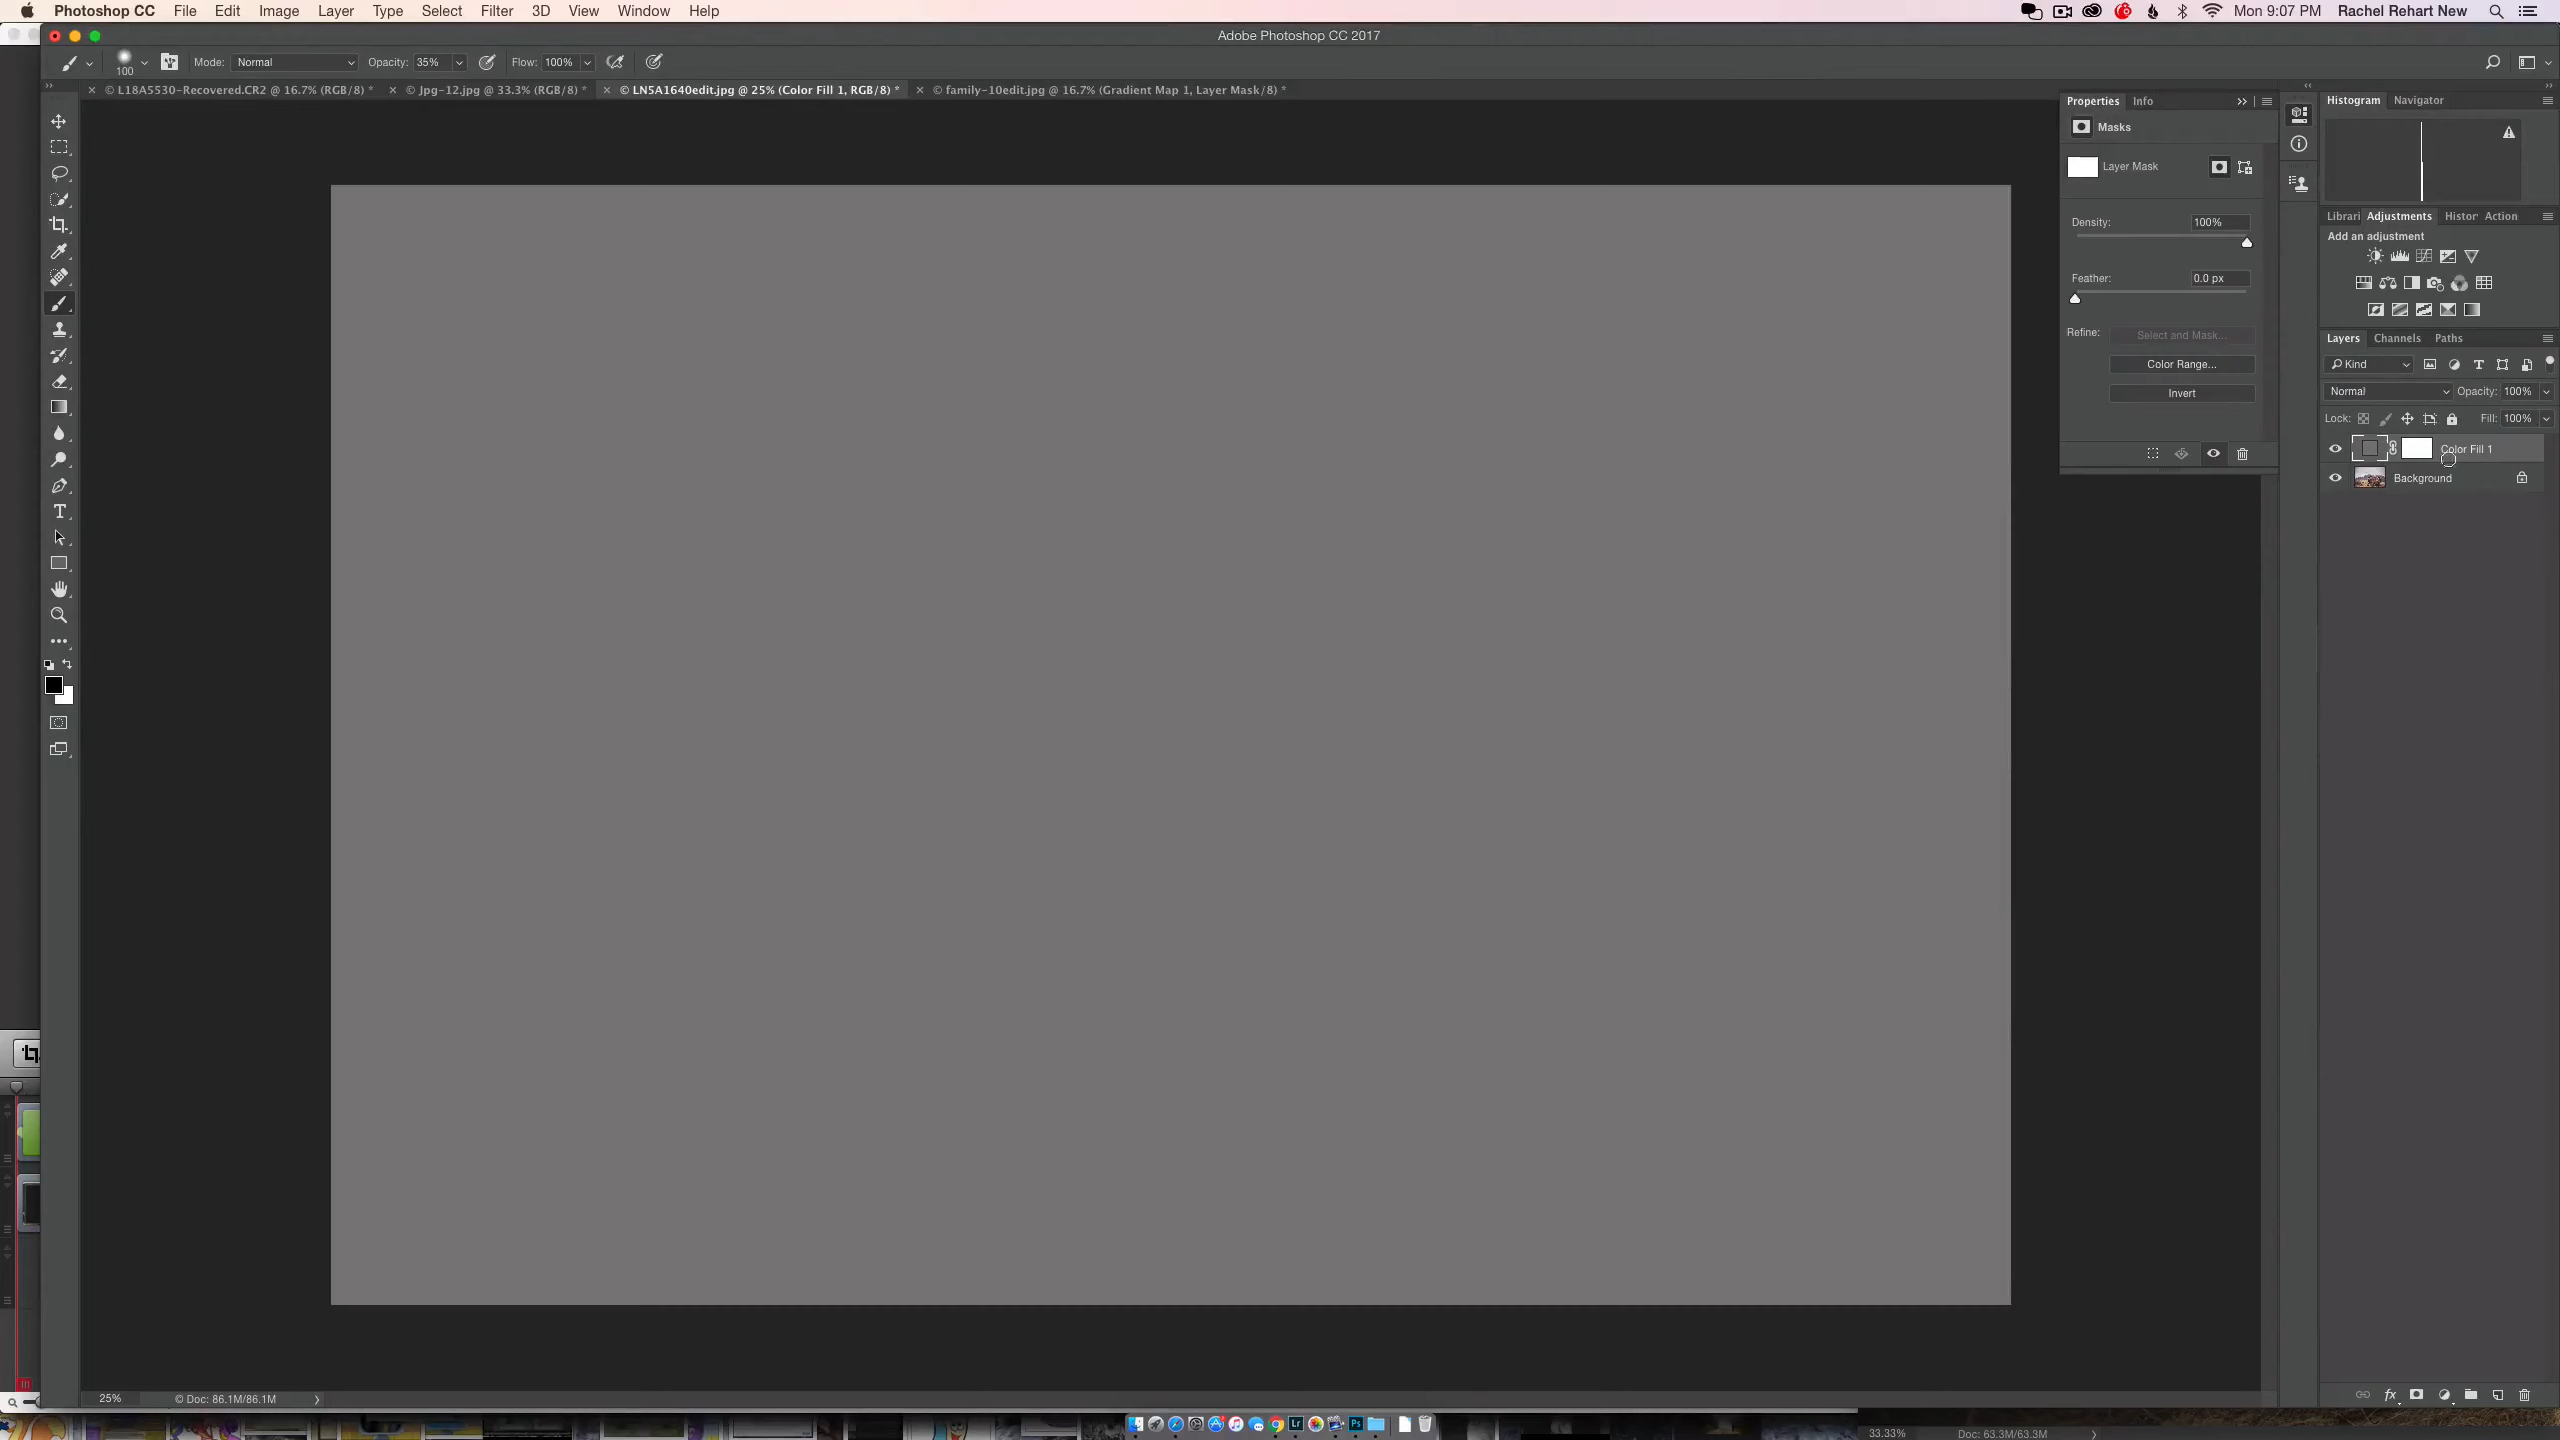 Photoshop CC File Edit Image Layer Type Select Filter 3D View Window Help Mon 9:07 PM Rachel Rehart New
Adobe Photoshop CC 2017
100 Mode: Normal Opacity: 35% Flow: 100%
© L18A5530-Recovered.CR2 @ 16.7% (RGB/8) * © Jpg-12.jpg @ 33.3% (RGB/8) * © LN5A1640edit.jpg @ 25% (Color Fill 1, RGB/8) * © family-10edit.jpg @ 16.7% (Gradient Map 1, Layer Mask/8) *
Properties Info
Masks
Layer Mask
Density: 100%
Feather: 0.0 px
Refine: Select and Mask...
Color Range...
Invert
Histogram Navigator
Librari Adjustments Histor Action
Add an adjustment
Layers Channels Paths
Kind
Normal Opacity: 100%
Lock: Fill: 100%
Color Fill 1
Background
fx
25% © Doc: 86.1M/86.1M
Lr Ps
33.33% Doc: 63.3M/63.3M